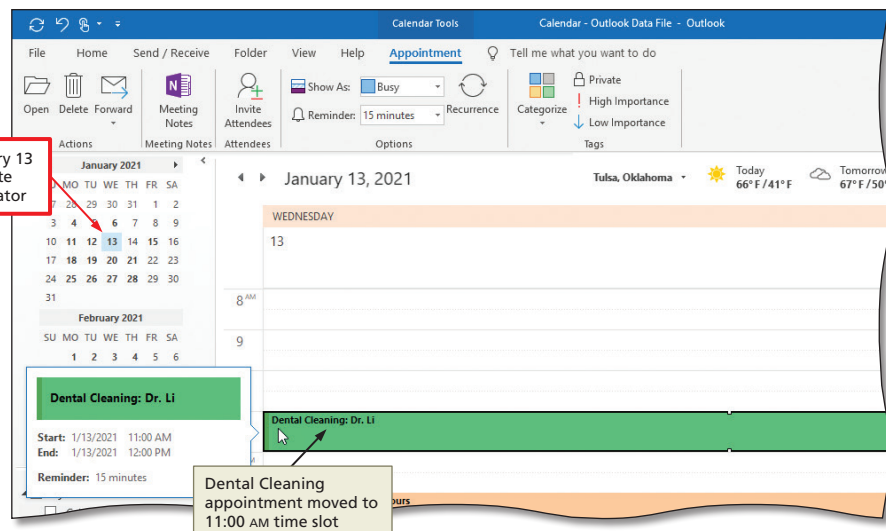 Calendar Tools Calendar - Outlook Data File - Outlook
File Home Send / Receive Folder View Help Appointment Tell me what you want to do
Open Delete Forward Meeting Notes Invite Attendees Show As: Busy Reminder: 15 minutes Recurrence Categorize Private High Importance Low Importance
Actions Meeting Notes Attendees Options Tags
13
January 2021
MO TU WE TH FR SA
28 29 30 31 1 2
3 4 6 7 8 9
10 11 12 13 14 15 16
17 18 19 20 21 22 23
24 25 26 27 28 29 30
31
February 2021
SU MO TU WE TH FR SA
1 2 3 4 5 6
January 13, 2021 Tulsa, Oklahoma Today Tomorrow
66° F / 41° F 67° F / 50°
WEDNESDAY
13
8 AM
9
Dental Cleaning: Dr. Li
Start: 1/13/2021 11:00 AM
End: 1/13/2021 12:00 PM
Reminder: 15 minutes
Dental Cleaning: Dr. Li
Dental Cleaning
appointment moved to
11:00 AM time slot